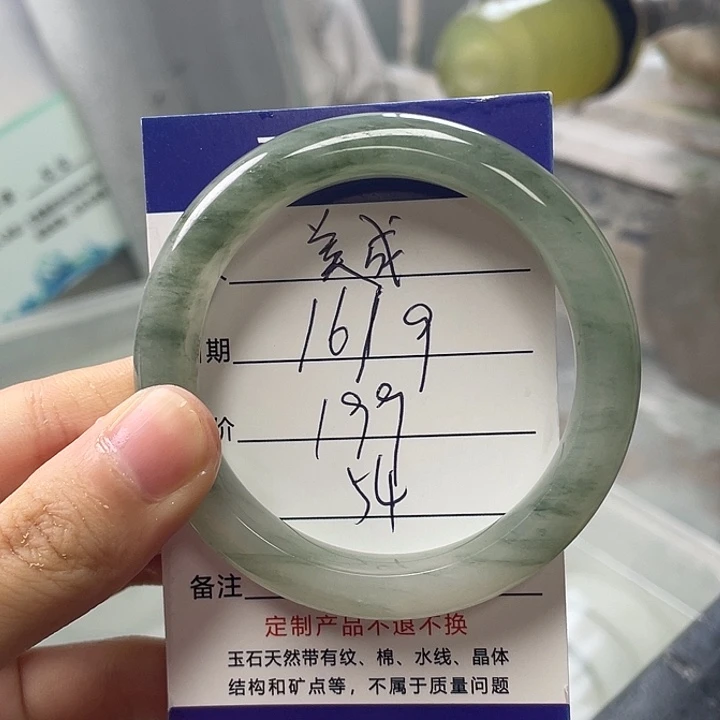 美成
期 1619
价 199
54
备注
定制产品不退不换
玉石天然带有纹、棉、水线、晶体
结构和矿点等，不属于质量问题